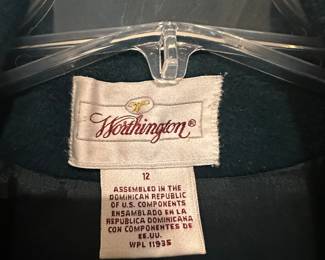 Worthington®
12
ASSEMBLED IN THE
DOMINICAN REPUBLIC
OF U.S. COMPONENTS
ENSAMBLADO EN LA
REPUBLICA DOMINICANA
CON COMPONENTES DE
EE.UU.
WPL 11935